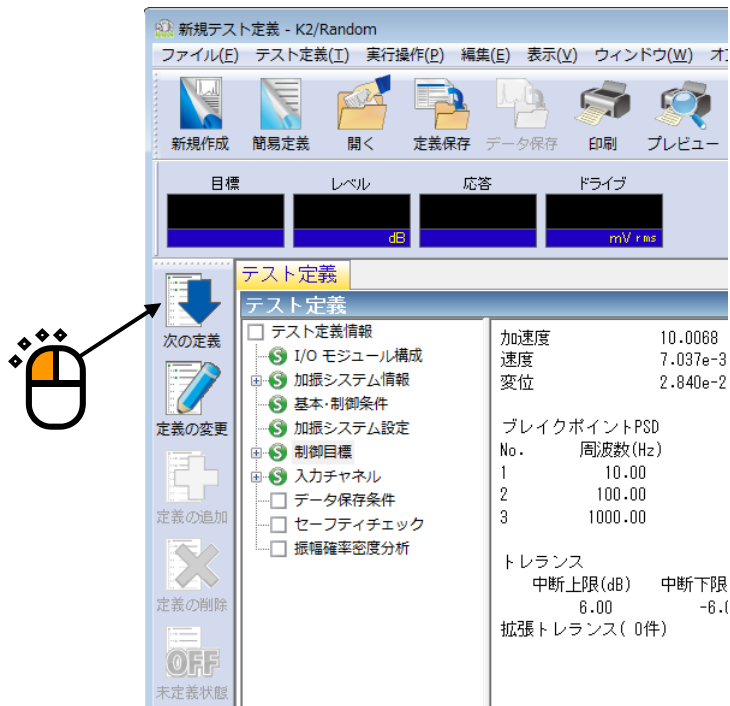 新規テスト定義 - K2/Random
ファイル(F) テスト定義(T) 実行操作(P) 編集(E) 表示(V) ウィンドウ(W)
新規作成 簡易定義 開く 定義保存 データ保存 印刷 プレビュー
目標 レベル 応答 ドライブ
dB mV rms
テスト定義
テスト定義
次の定義
定義の変更
定義の追加
定義の削除
OFF
未定義状態
テスト定義情報
I/O モジュール構成
加振システム情報
基本・制御条件
加振システム設定
制御目標
入力チャネル
データ保存条件
セーフティチェック
振幅確率密度分析
加速度 10.0068
速度 7.037e-3
変位 2.840e-2
ブレイクポイントPSD
No. 周波数(Hz)
1 10.00
2 100.00
3 1000.00
トレランス
中断上限(dB) 中断下限
6.00 -6.0
拡張トレランス( 0件)